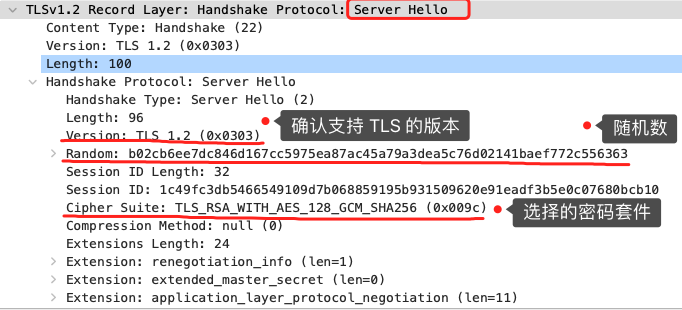 TLSv1.2 Record Layer: Handshake Protocol: Server Hello
Content Type: Handshake (22)
Version: TLS 1.2 (0x0303)
Length: 100
Handshake Protocol: Server Hello
Handshake Type: Server Hello (2)
Length: 96
确认支持 TLS 的版本
随机数
Version: TLS 1.2 (0x0303)
Random: b02cb6ee7dc846d167cc5975ea87ac45a79a3dea5c76d02141baef772c556363
Session ID Length: 32
Session ID: 1c49fc3db5466549109d7b068859195b931509620e91eadf3b5e0c07680bcb10
Cipher Suite: TLS_RSA_WITH_AES_128_GCM_SHA256 (0x009c)
选择的密码套件
Compression Method: null (0)
Extensions Length: 24
Extension: renegotiation_info (len=1)
Extension: extended_master_secret (len=0)
Extension: application_layer_protocol_negotiation (len=11)